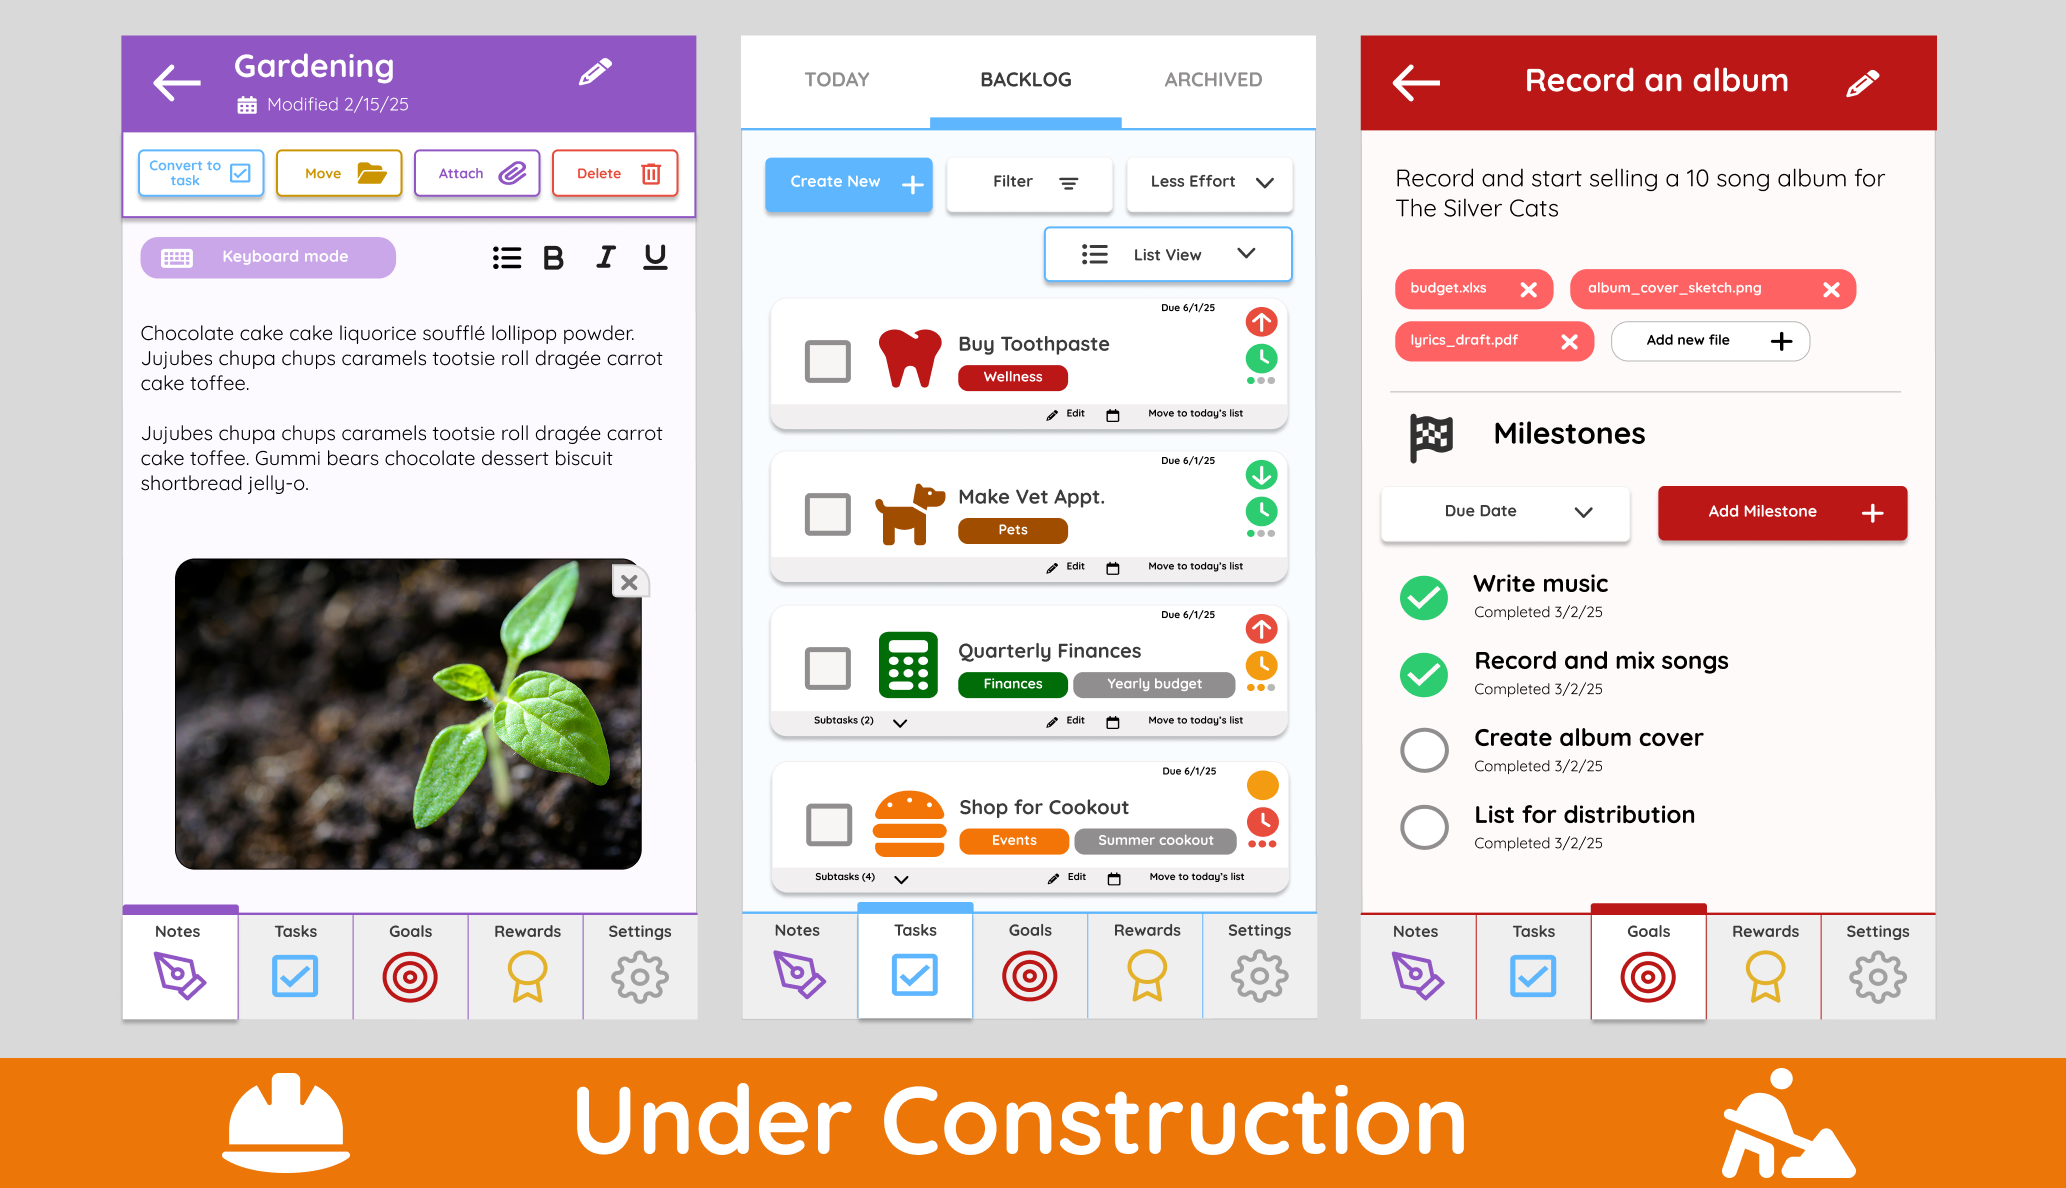 Gardening
Modified 2/15/25
Convert to
task
Move
Attach
Delete
Keyboard mode
B I U
Chocolate cake cake liquorice soufflé lollipop powder.
Jujubes chupa chups caramels tootsie roll dragée carrot
cake toffee.
Jujubes chupa chups caramels tootsie roll dragée carrot
cake toffee. Gummi bears chocolate dessert biscuit
shortbread jelly-o.
Notes
Tasks
Goals
Rewards
Settings
TODAY
BACKLOG
ARCHIVED
Create New
Filter
Less Effort
List View
Due 6/1/25
Buy Toothpaste
Wellness
Edit
Move to today's list
Due 6/1/25
Make Vet Appt.
Pets
Edit
Move to today's list
Due 6/1/25
Quarterly Finances
Finances
Yearly budget
Subtasks (2)
Edit
Move to today's list
Due 6/1/25
Shop for Cookout
Events
Summer cookout
Subtasks (4)
Edit
Move to today's list
Notes
Tasks
Goals
Rewards
Settings
Record an album
Record and start selling a 10 song album for
The Silver Cats
budget.xlxs
album_cover_sketch.png
lyrics_draft.pdf
Add new file
Milestones
Due Date
Add Milestone
Write music
Completed 3/2/25
Record and mix songs
Completed 3/2/25
Create album cover
Completed 3/2/25
List for distribution
Completed 3/2/25
Notes
Tasks
Goals
Rewards
Settings
Under Construction